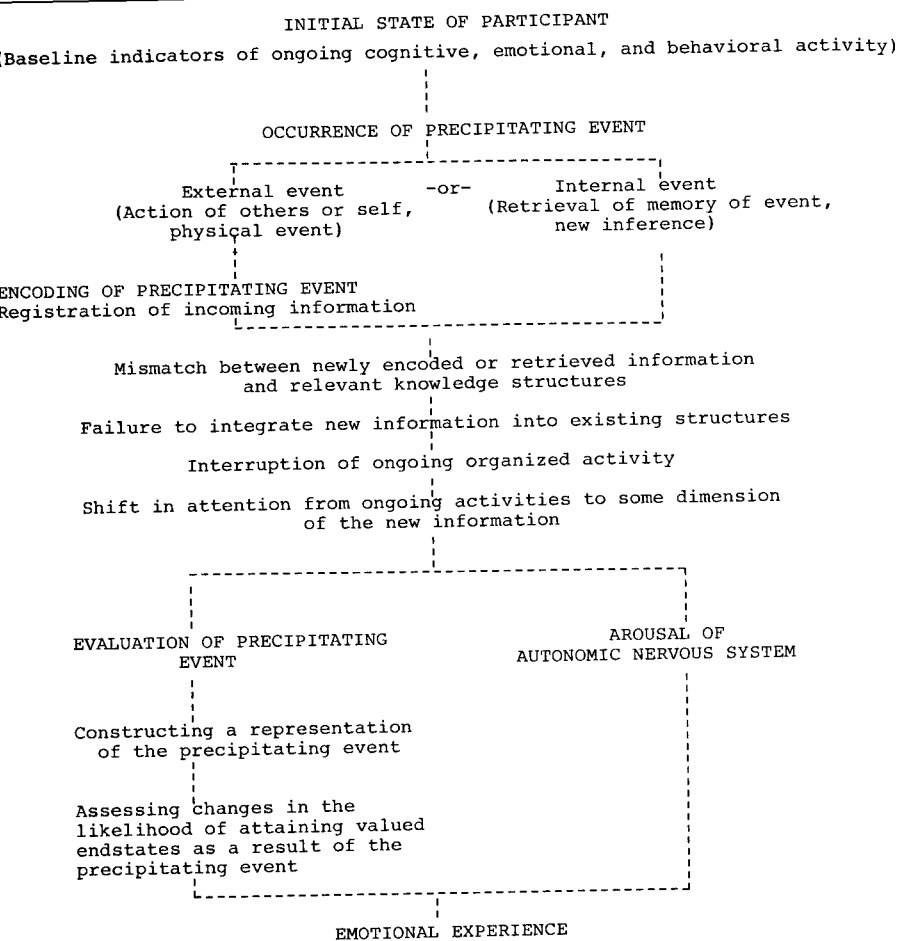 INITIAL STATE OF PARTICIPANT
(Baseline indicators of ongoing cognitive, emotional, and behavioral activity)
OCCURRENCE OF PRECIPITATING EVENT
External event -or- Internal event
(Action of others or self, (Retrieval of memory of event,
physical event) new inference)
ENCODING OF PRECIPITATING EVENT
Registration of incoming information
Mismatch between newly encoded or retrieved information
and relevant knowledge structures
Failure to integrate new information into existing structures
Interruption of ongoing organized activity
Shift in attention from ongoing activities to some dimension
of the new information
EVALUATION OF PRECIPITATING
EVENT
AROUSAL OF
AUTONOMIC NERVOUS SYSTEM
Constructing a representation
of the precipitating event
Assessing changes in the
likelihood of attaining valued
endstates as a result of the
precipitating event
EMOTIONAL EXPERIENCE